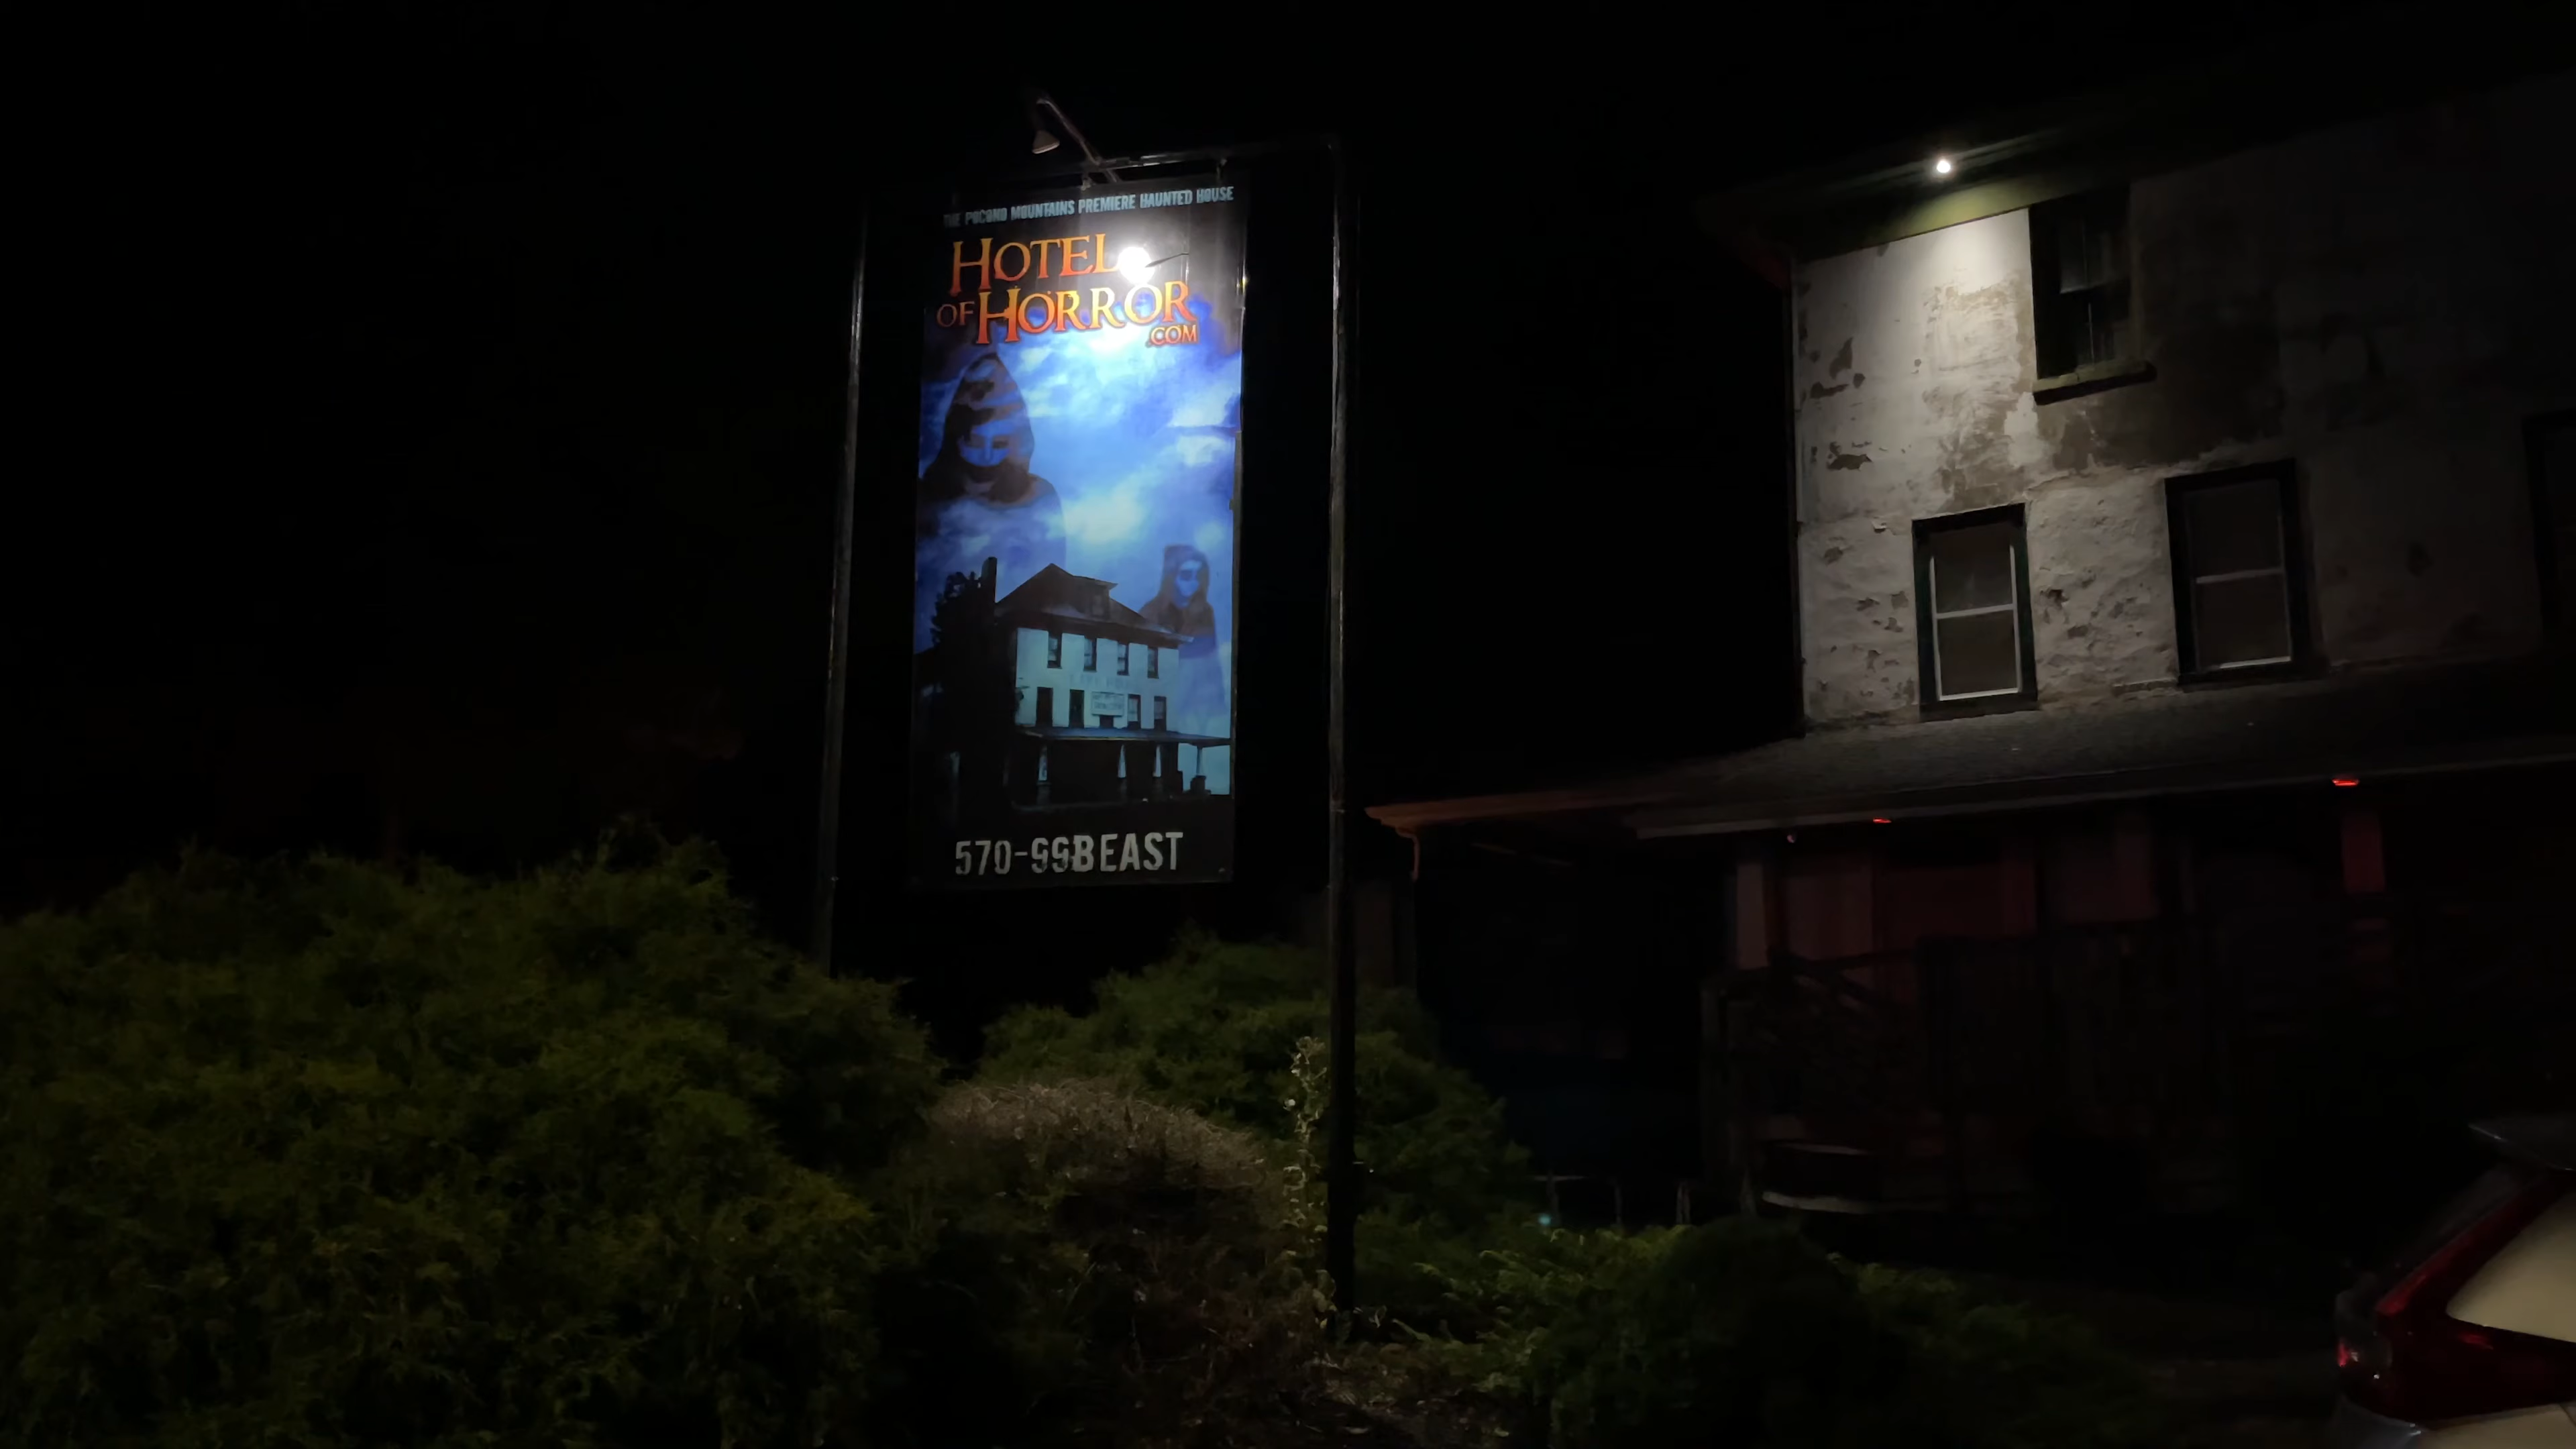 THE POCONO MOUNTAINS PREMIERE HAUNTED HOUSE
HOTEL
OF HORROR
.COM
570-99BEAST